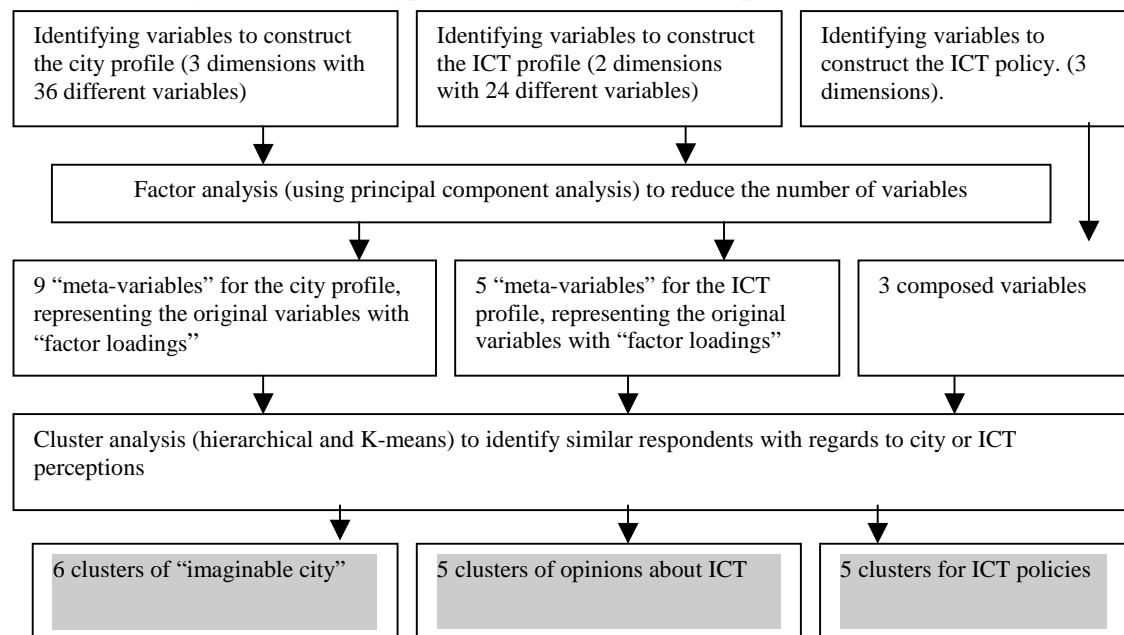 Identifying variables to construct
the city profile (3 dimensions with
36 different variables)
Identifying variables to construct
the ICT profile (2 dimensions
with 24 different variables)
Identifying variables to
construct the ICT policy. (3
dimensions).
Factor analysis (using principal component analysis) to reduce the number of variables
9 “meta-variables” for the city profile,
representing the original variables with
“factor loadings”
5 “meta-variables” for the ICT
profile, representing the original
variables with “factor loadings”
3 composed variables
Cluster analysis (hierarchical and K-means) to identify similar respondents with regards to city or ICT
perceptions
6 clusters of “imaginable city”
5 clusters of opinions about ICT
5 clusters for ICT policies